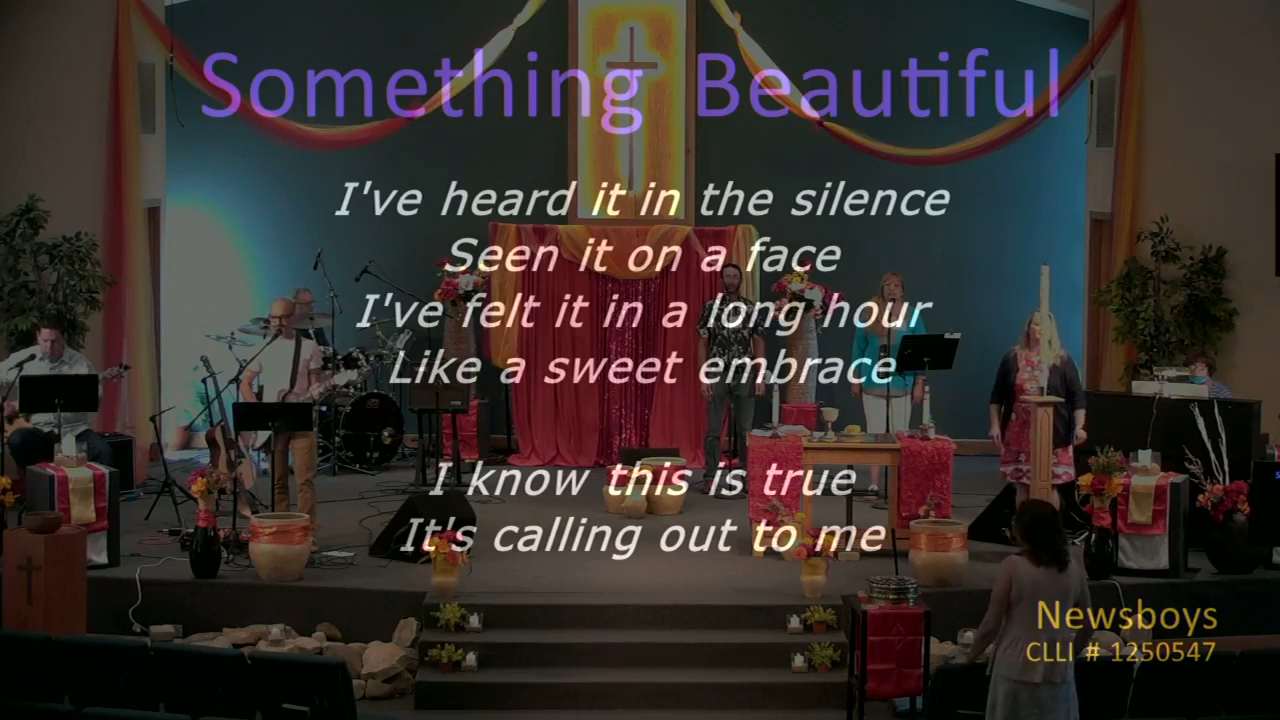 Something Beautiful
I've heard it in the silence
Seen it on a face
I've felt it in a long hour
Like a sweet embrace
I know this is true
It's calling out to me
Newsboys
CLLI # 1250547